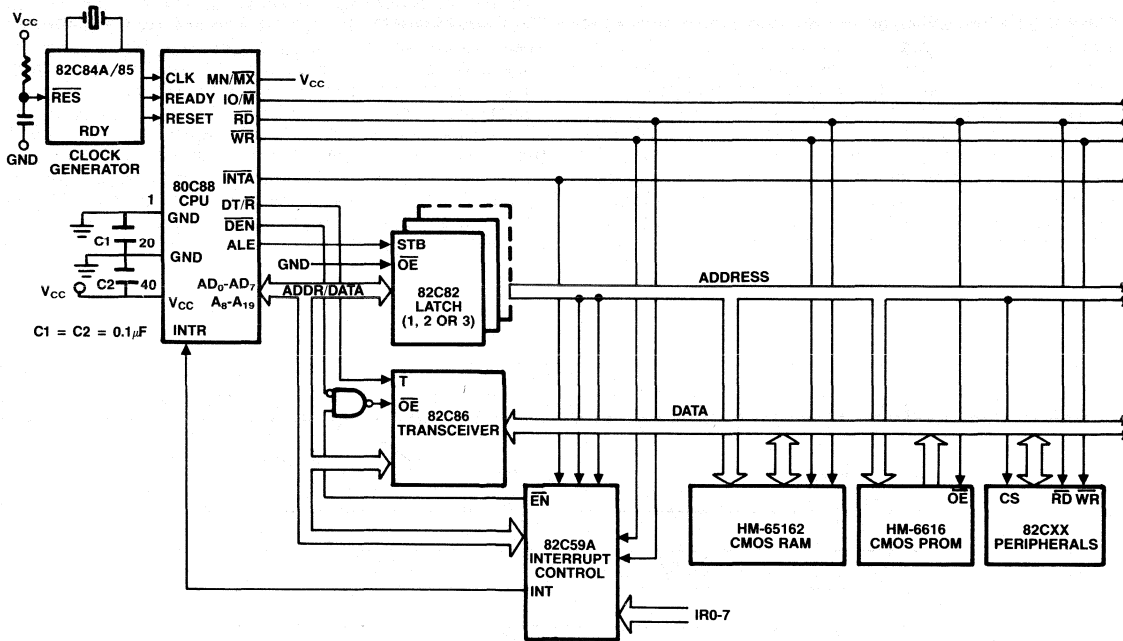 VCC
82C84A/85
RES
RDY
GND
CLOCK
GENERATOR
CLK
READY
RESET
MN/MX
IO/M
RD
WR
VCC
80C88
CPU
INTA
DT/R
DEN
ALE
1
GND
C1
20
GND
C2
40
VCC
VCC
AD0-AD7
A8-A19
INTR
C1 = C2 = 0.1μF
ADDR/DATA
GND
STB
OE
82C82
LATCH
(1, 2 OR 3)
ADDRESS
T
OE
82C86
TRANSCEIVER
DATA
EN
82C59A
INTERRUPT
CONTROL
INT
IR0-7
HM-65162
CMOS RAM
OE
HM-6616
CMOS PROM
CS
RD WR
82CXX
PERIPHERALS